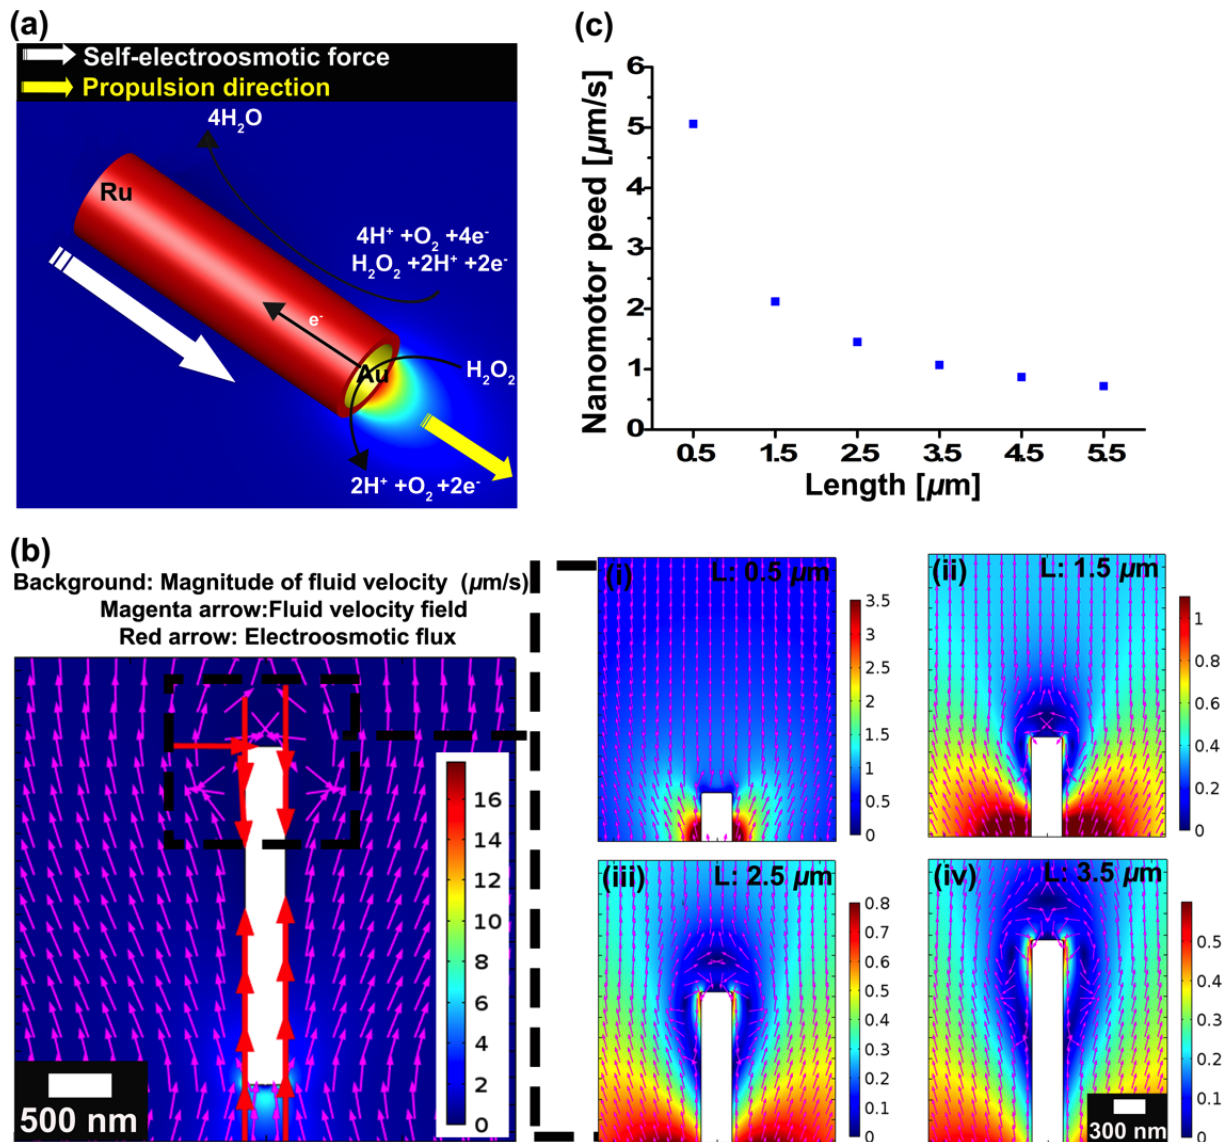 (a)
Self-electroosmotic force
Propulsion direction
4H₂O
Ru
4H⁺ +O₂ +4e⁻
H₂O₂ +2H⁺ +2e⁻
e⁻
Au
H₂O₂
2H⁺ +O₂ +2e⁻
(c)
Nanomotor peed [µm/s]
6
5
4
3
2
1
0
0.5 1.5 2.5 3.5 4.5 5.5
Length [µm]
(b)
Background: Magnitude of fluid velocity (µm/s)
Magenta arrow:Fluid velocity field
Red arrow: Electroosmotic flux
16
14
12
10
8
6
4
2
0
500 nm
(i)
L: 0.5 µm
3.5
3
2.5
2
1.5
1
0.5
0
(ii)
L: 1.5 µm
1
0.8
0.6
0.4
0.2
0
(iii)
L: 2.5 µm
0.8
0.7
0.6
0.5
0.4
0.3
0.2
0.1
0
(iv)
L: 3.5 µm
0.5
0.4
0.3
0.2
0.1
0
300 nm